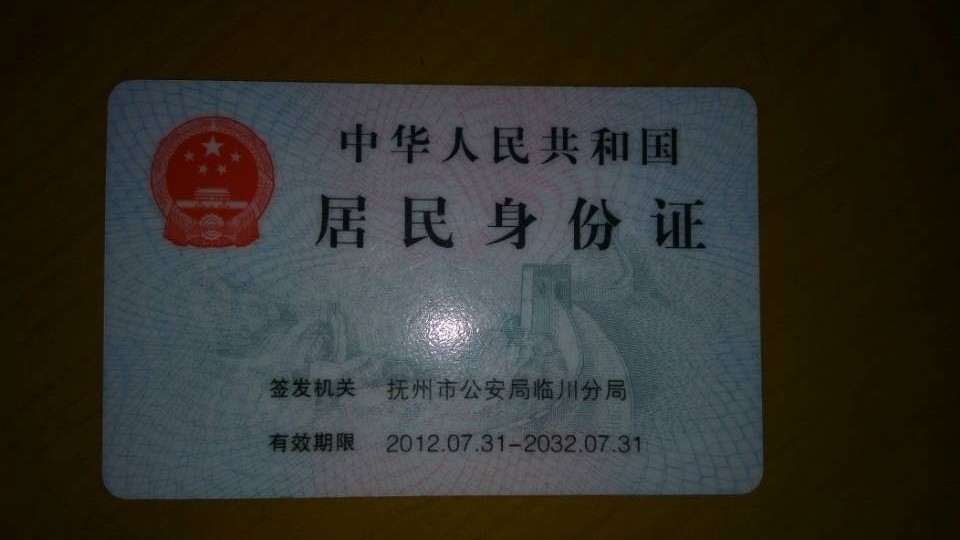 中华人民共和国
居民身份证
签发机关 抚州市公安局临川分局
有效期限 2012.07.31-2032.07.31